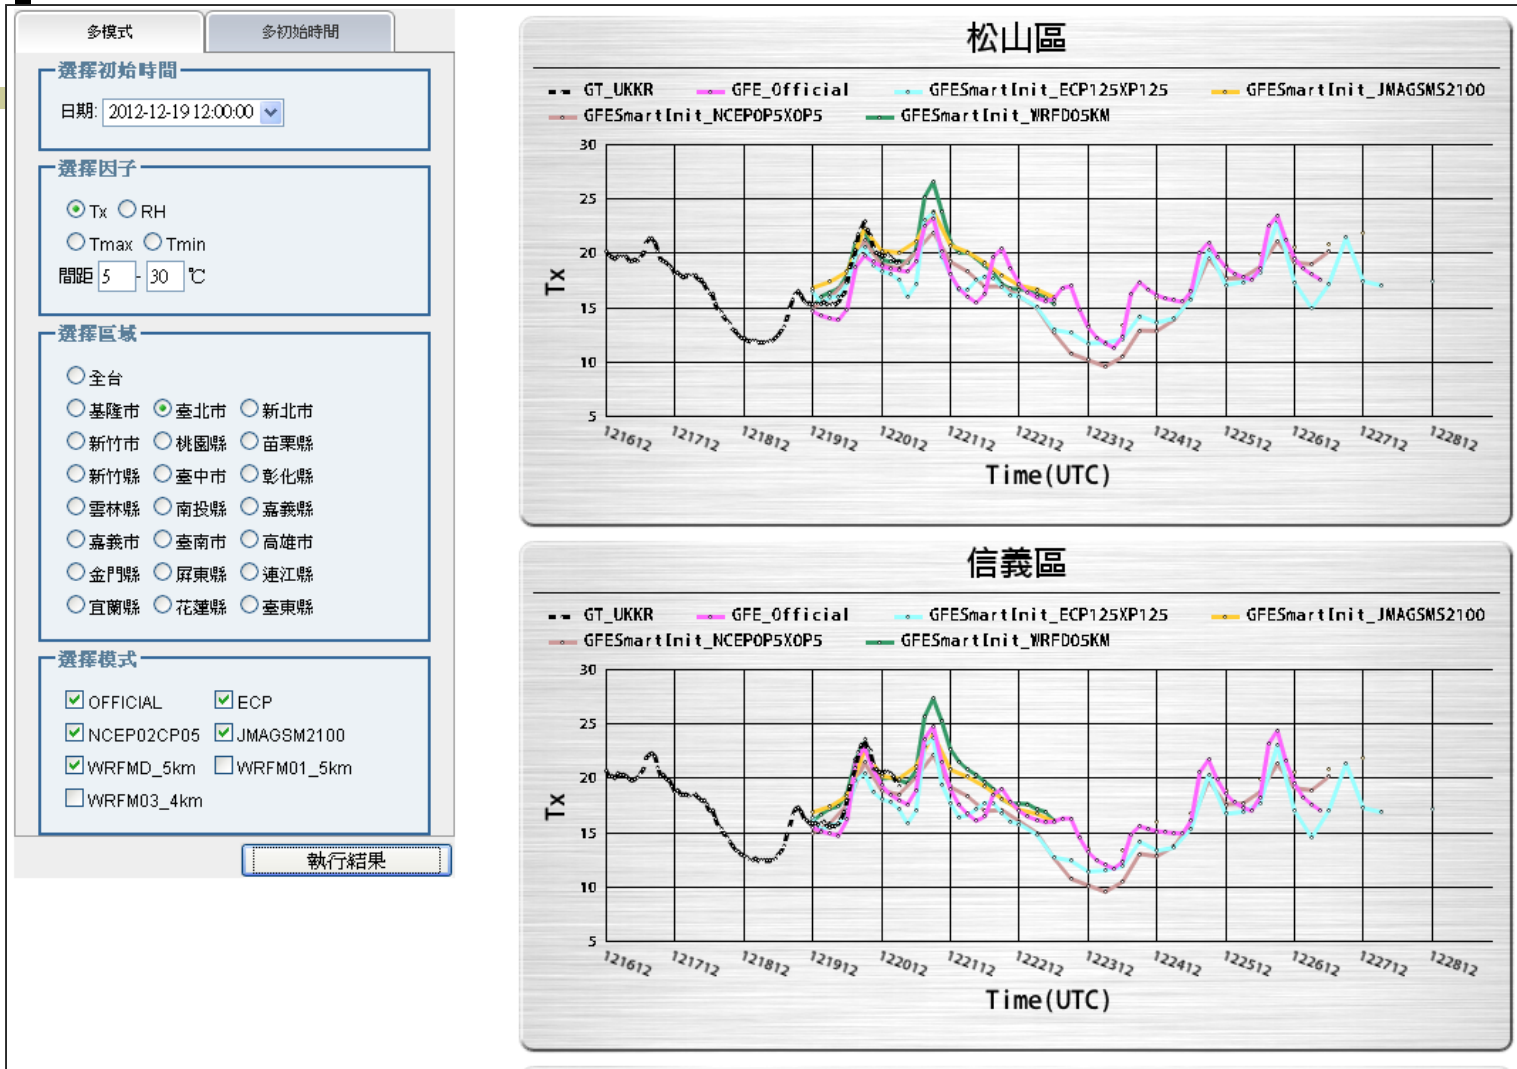 多模式 多初始時間
選擇初始時間
日期: 2012-12-19 12:00:00
選擇因子
Tx RH
Tmax Tmin
間距 5 - 30 ℃
選擇區域
全台
基隆市 臺北市 新北市
新竹市 桃園縣 苗栗縣
新竹縣 臺中市 彰化縣
雲林縣 南投縣 嘉義縣
嘉義市 臺南市 高雄市
金門縣 屏東縣 連江縣
宜蘭縣 花蓮縣 臺東縣
選擇模式
OFFICIAL ECP
NCEP02CP05 JMAGSM2100
WRFMD_5km WRFM01_5km
WRFM03_4km
執行結果
松山區
GT_UKKR GFE_Official GFESmartInit_ECP125XP125 GFESmartInit_JMAGSMS2100
GFESmartInit_NCEPOP5XOP5 GFESmartInit_WRFD05KM
30
25
20
15
10
5
Tx
121612 121712 121812 121912 122012 122112 122212 122312 122412 122512 122612 122712 122812
Time(UTC)
信義區
GT_UKKR GFE_Official GFESmartInit_ECP125XP125 GFESmartInit_JMAGSMS2100
GFESmartInit_NCEPOP5XOP5 GFESmartInit_WRFD05KM
30
25
20
15
10
5
Tx
121612 121712 121812 121912 122012 122112 122212 122312 122412 122512 122612 122712 122812
Time(UTC)